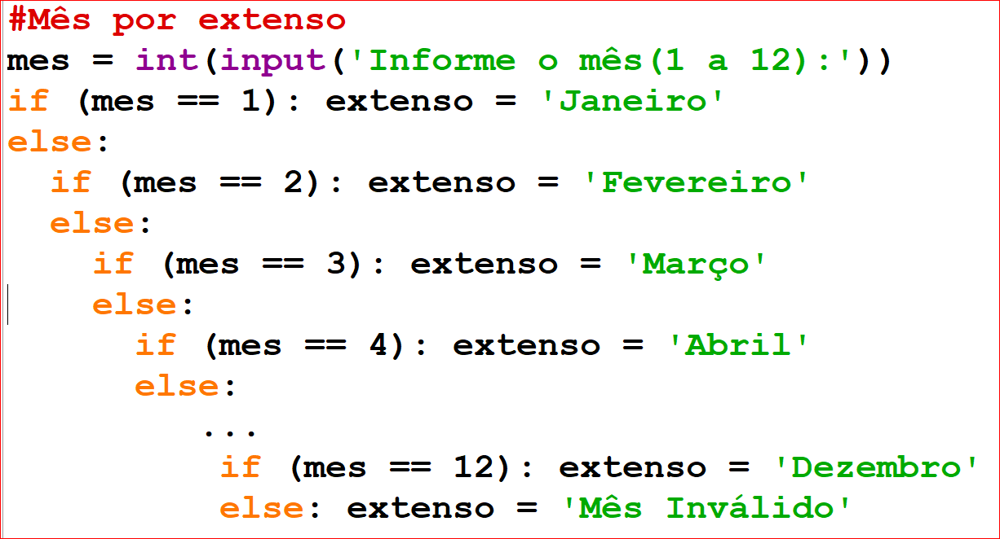 #Mês por extenso
mes = int(input('Informe o mês(1 a 12):'))
if (mes == 1): extenso = 'Janeiro'
else:
  if (mes == 2): extenso = 'Fevereiro'
  else:
    if (mes == 3): extenso = 'Março'
    else:
      if (mes == 4): extenso = 'Abril'
      else:
         ...
          if (mes == 12): extenso = 'Dezembro'
          else: extenso = 'Mês Inválido'